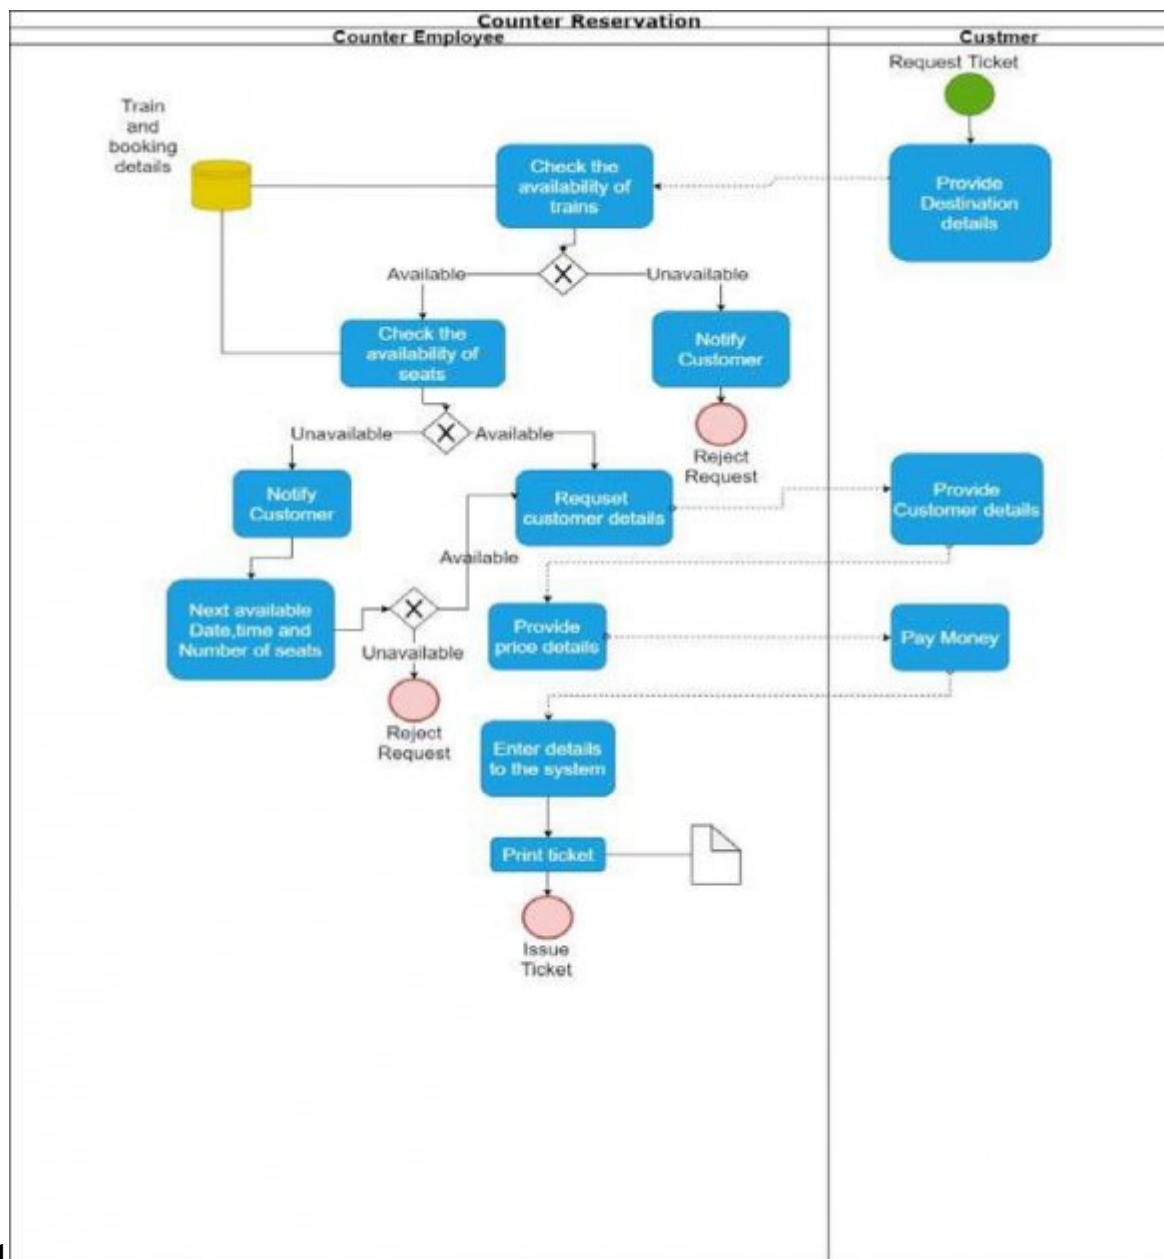 Counter Reservation
Counter Employee
Custmer
Request Ticket
Train
and
booking
details
Check the
availability of
trains
Provide
Destination
details
Available
Unavailable
Check the
availability of
seats
Notify
Customer
Reject
Request
Unavailable
Available
Notify
Customer
Requset
customer details
Provide
Customer details
Available
Next available
Date,time and
Number of seats
Provide
price details
Pay Money
Unavailable
Reject
Request
Enter details
to the system
Print ticket
Issue
Ticket